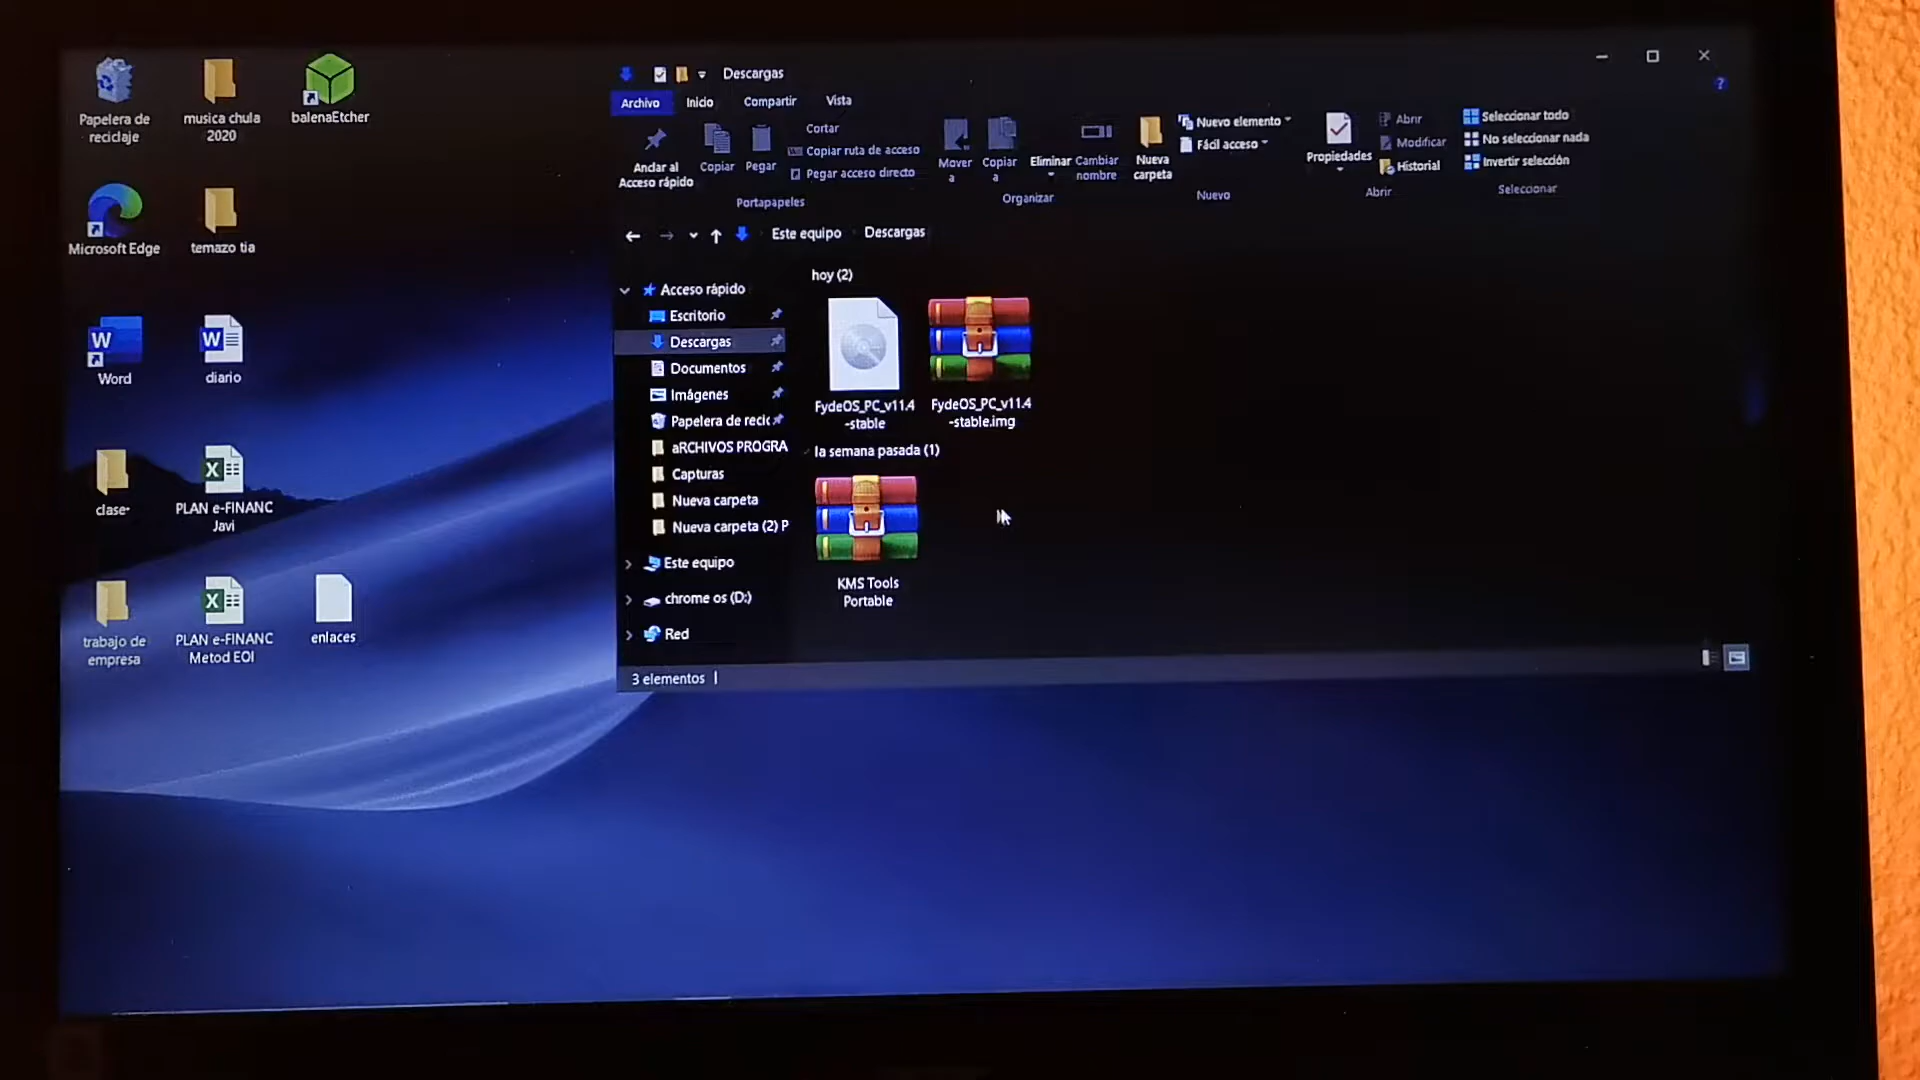 Papelera de
reciclaje
musica chula
2020
balenaEtcher
Microsoft Edge
temazo tia
Word
diario
clase
PLAN e-FINANC
Javi
trabajo de
empresa
PLAN e-FINANC
Metod EOI
enlaces
Descargas
Archivo
Inicio
Compartir
Vista
Andar al
Acceso rápido
Copiar
Pegar
Cortar
Copiar ruta de acceso
Pegar acceso directo
Portapapeles
Mover
a
Copiar
a
Eliminar
Cambiar
nombre
Organizar
Nueva
carpeta
Nuevo elemento
Fácil acceso
Nuevo
Propiedades
Abrir
Modificar
Historial
Abrir
Seleccionar todo
No seleccionar nada
Invertir selección
Seleccionar
Este equipo
Descargas
Acceso rápido
Escritorio
Descargas
Documentos
Imágenes
Papelera de recic
aRCHIVOS PROGRA
Capturas
Nueva carpeta
Nueva carpeta (2) P
Este equipo
chrome os (D:)
Red
hoy (2)
FydeOS_PC_v11.4
-stable
FydeOS_PC_v11.4
-stable.img
la semana pasada (1)
KMS Tools
Portable
3 elementos